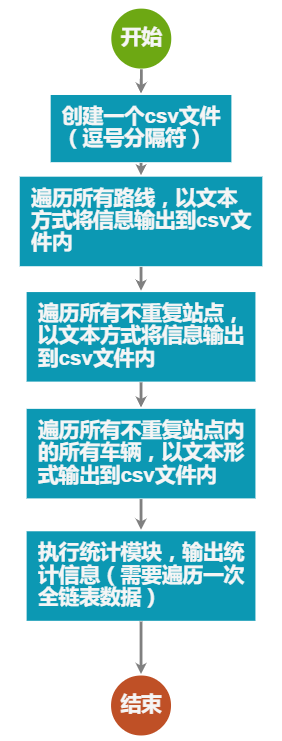 开始
创建一个csv文件
（逗号分隔符）
遍历所有路线，以文本
方式将信息输出到csv文
件内
遍历所有不重复站点，
以文本方式将信息输出
到csv文件内
遍历所有不重复站点内
的所有车辆，以文本形
式输出到csv文件内
执行统计模块，输出统
计信息（需要遍历一次
全链表数据）
结束